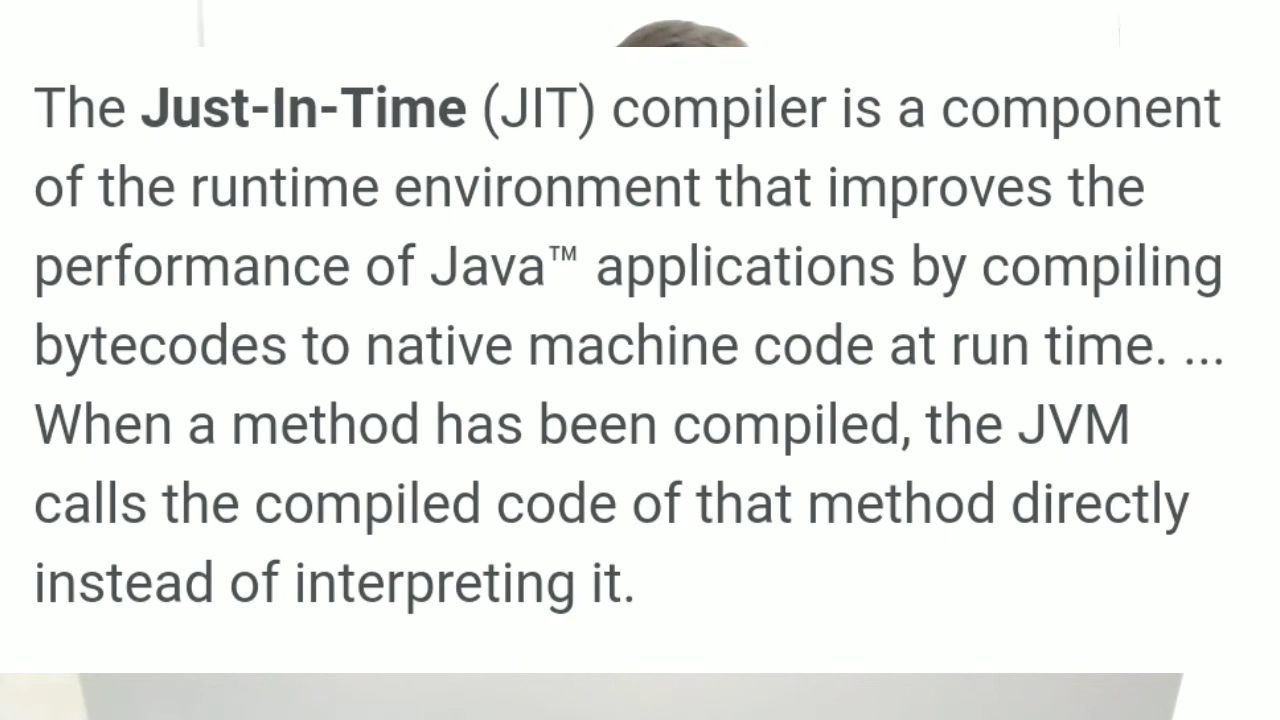 The Just-In-Time (JIT) compiler is a component
of the runtime environment that improves the
performance of Java™ applications by compiling
bytecodes to native machine code at run time. ...
When a method has been compiled, the JVM
calls the compiled code of that method directly
instead of interpreting it.